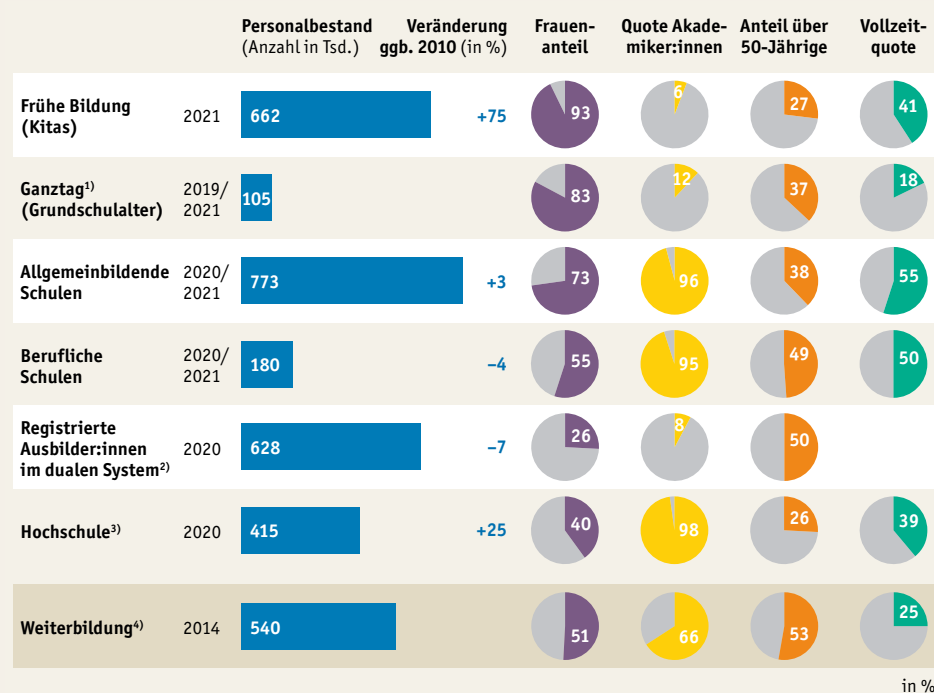 Personalbestand Veränderung Frauen- Quote Akade- Anteil über Vollzeit-
(Anzahl in Tsd.) ggb. 2010 (in %) anteil miker:innen 50-Jährige quote
Frühe Bildung
(Kitas)
2021 662 +75 93 6 27 41
Ganztag¹⁾
(Grundschulalter)
2019/
2021
105 83 12 37 18
Allgemeinbildende
Schulen
2020/
2021
773 +3 73 96 38 55
Berufliche
Schulen
2020/
2021
180 –4 55 95 49 50
Registrierte
Ausbilder:innen
im dualen System²⁾
2020 628 –7 26 8 50
Hochschule³⁾ 2020 415 +25 40 98 26 39
Weiterbildung⁴⁾ 2014 540 51 66 53 25
in %